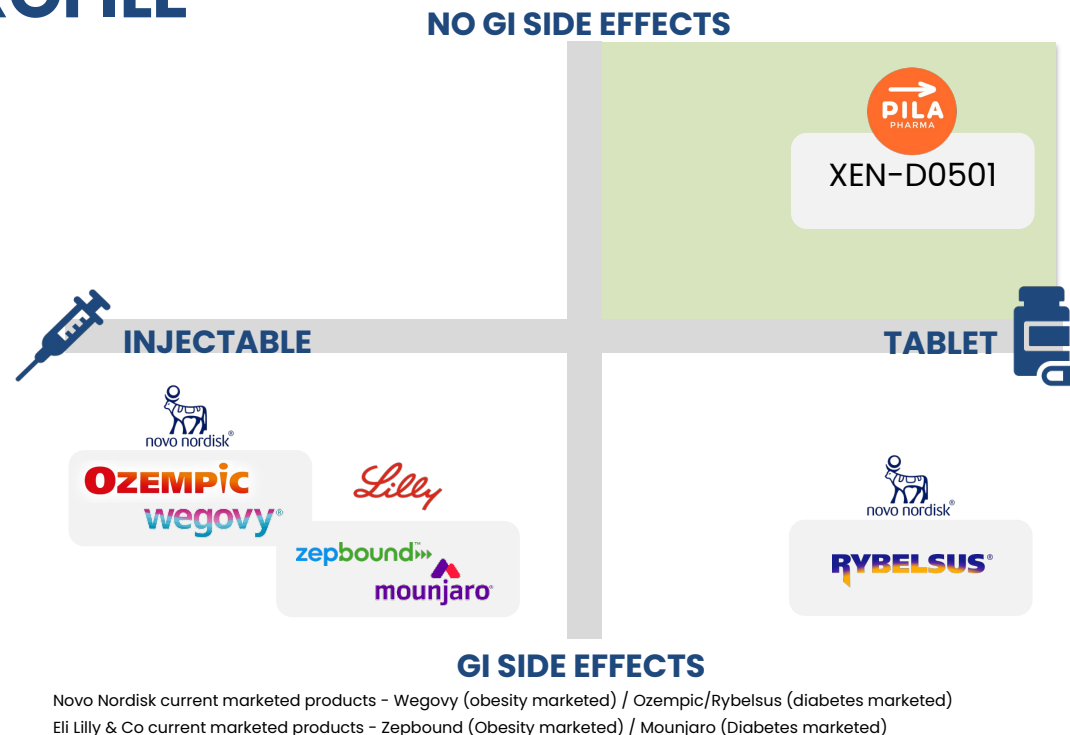 NO GI SIDE EFFECTS
PILA
PHARMA
XEN-D0501
INJECTABLE
TABLET
novo nordisk®
OZEMPIC
wegovy®
Lilly
zepbound™
mounjaro®
novo nordisk®
RYBELSUS®
GI SIDE EFFECTS
Novo Nordisk current marketed products - Wegovy (obesity marketed) / Ozempic/Rybelsus (diabetes marketed)
Eli Lilly & Co current marketed products - Zepbound (Obesity marketed) / Mounjaro (Diabetes marketed)